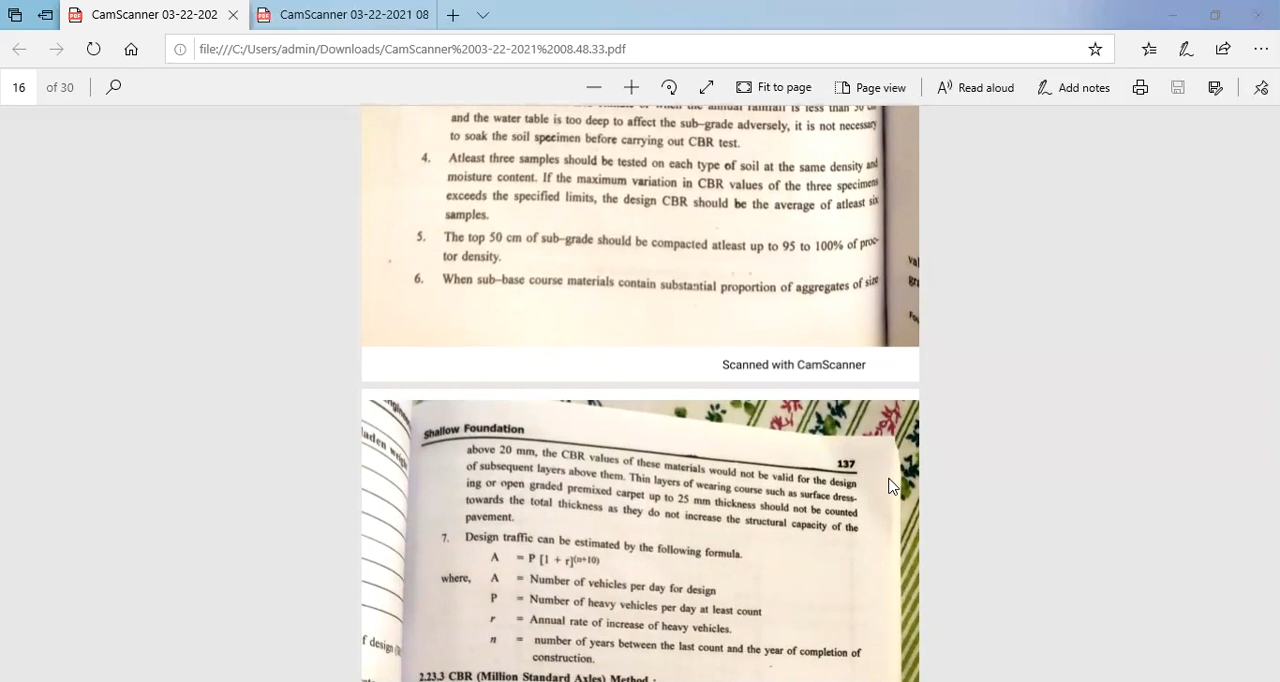 CamScanner 03-22-202
CamScanner 03-22-2021 08
file:///C:/Users/admin/Downloads/CamScanner%2003-22-2021%2008.48.33.pdf
16 of 30
Fit to page
Page view
Read aloud
Add notes
annual rainfall is less than 50
and the water table is too deep to affect the sub-grade adversely, it is not necessary
to soak the soil specimen before carrying out CBR test.
4. Atleast three samples should be tested on each type of soil at the same density and
moisture content. If the maximum variation in CBR values of the three specimens
exceeds the specified limits, the design CBR should be the average of atleast six
samples.
5. The top 50 cm of sub-grade should be compacted atleast up to 95 to 100% of proc-
tor density.
6. When sub-base course materials contain substantial proportion of aggregates of size
Scanned with CamScanner
Shallow Foundation
137
above 20 mm, the CBR values of these materials would not be valid for the design
of subsequent layers above them. Thin layers of wearing course such as surface dress-
ing or open graded premixed carpet up to 25 mm thickness should not be counted
towards the total thickness as they do not increase the structural capacity of the
pavement.
7. Design traffic can be estimated by the following formula.
A = P [1 + r](n+10)
where, A = Number of vehicles per day for design
P = Number of heavy vehicles per day at least count
r = Annual rate of increase of heavy vehicles.
n = number of years between the last count and the year of completion of
construction.
2.23.3 CBR (Million Standard Axles) Method :